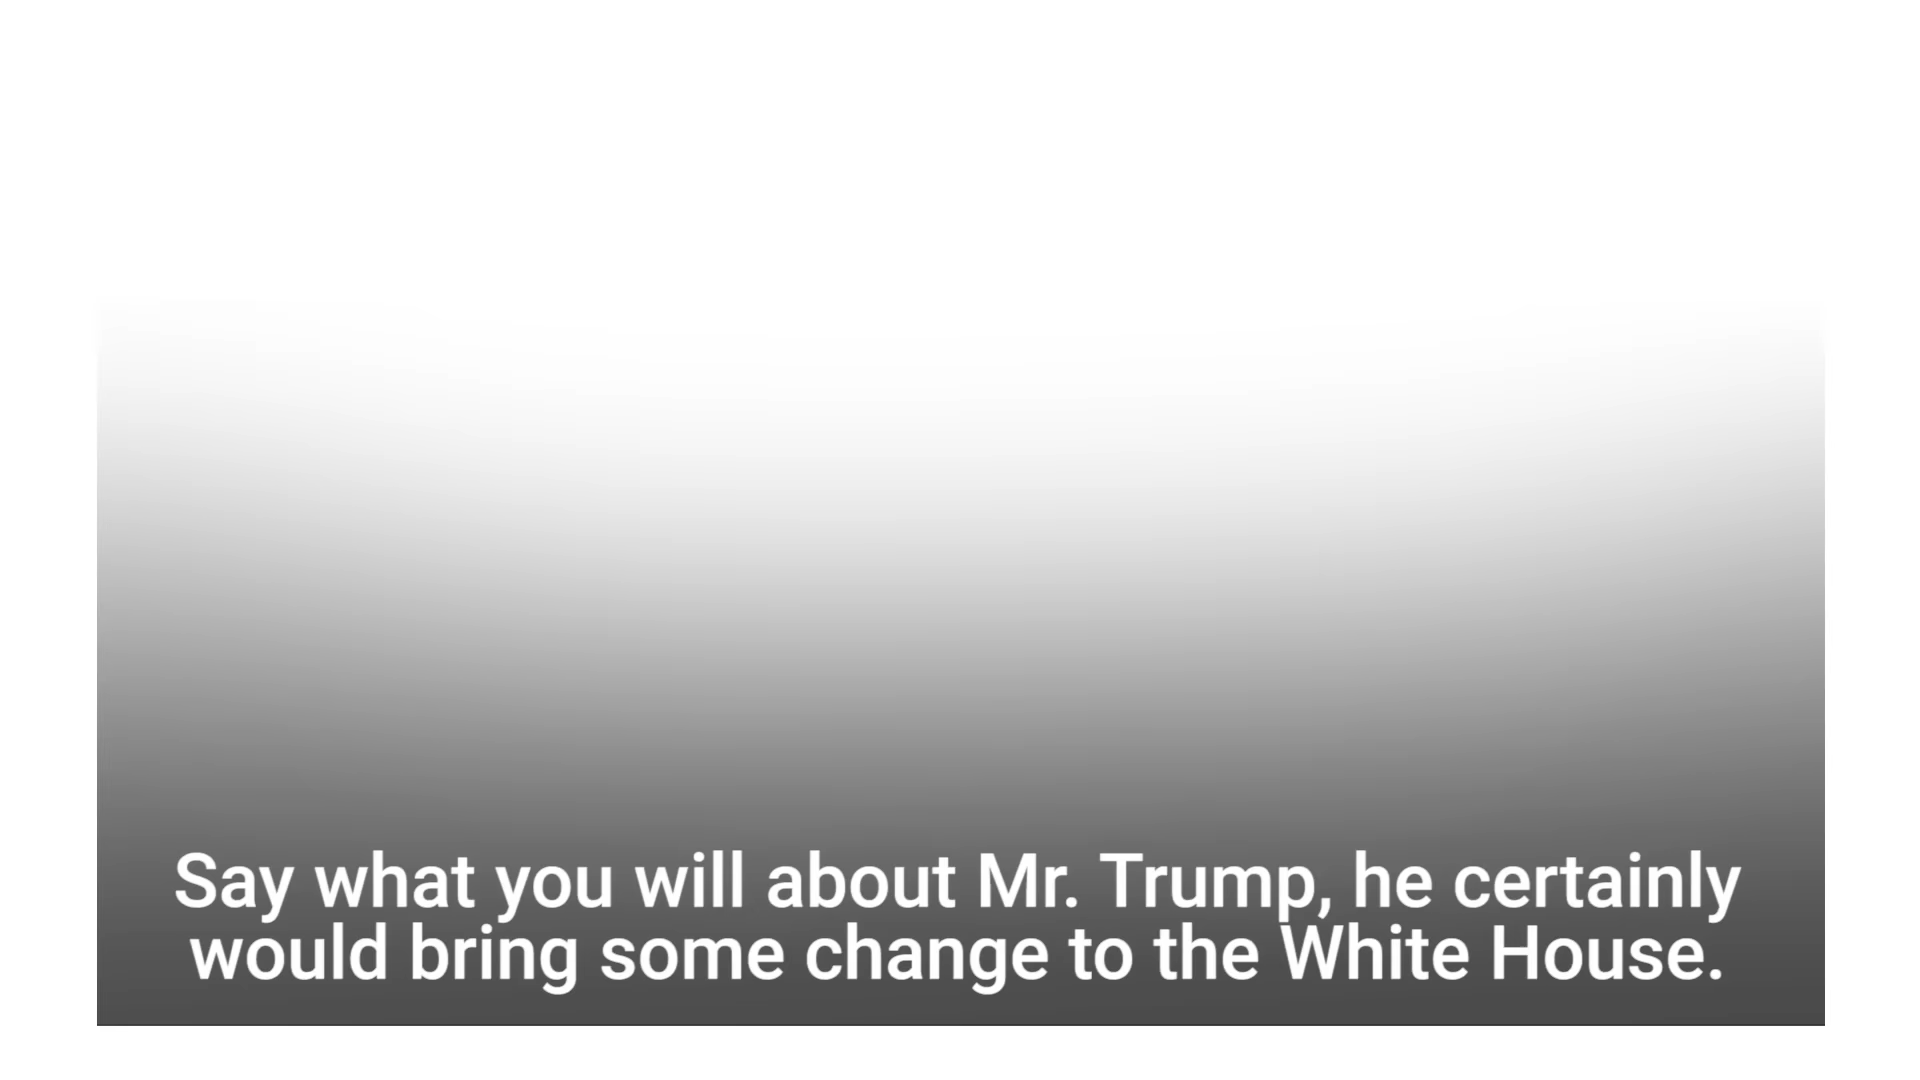 Say what you will about Mr. Trump, he certainly
would bring some change to the White House.